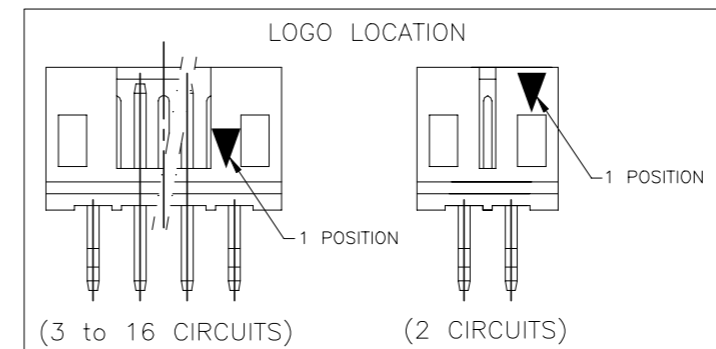 LOGO LOCATION
1 POSITION
1 POSITION
(3 to 16 CIRCUITS)
(2 CIRCUITS)